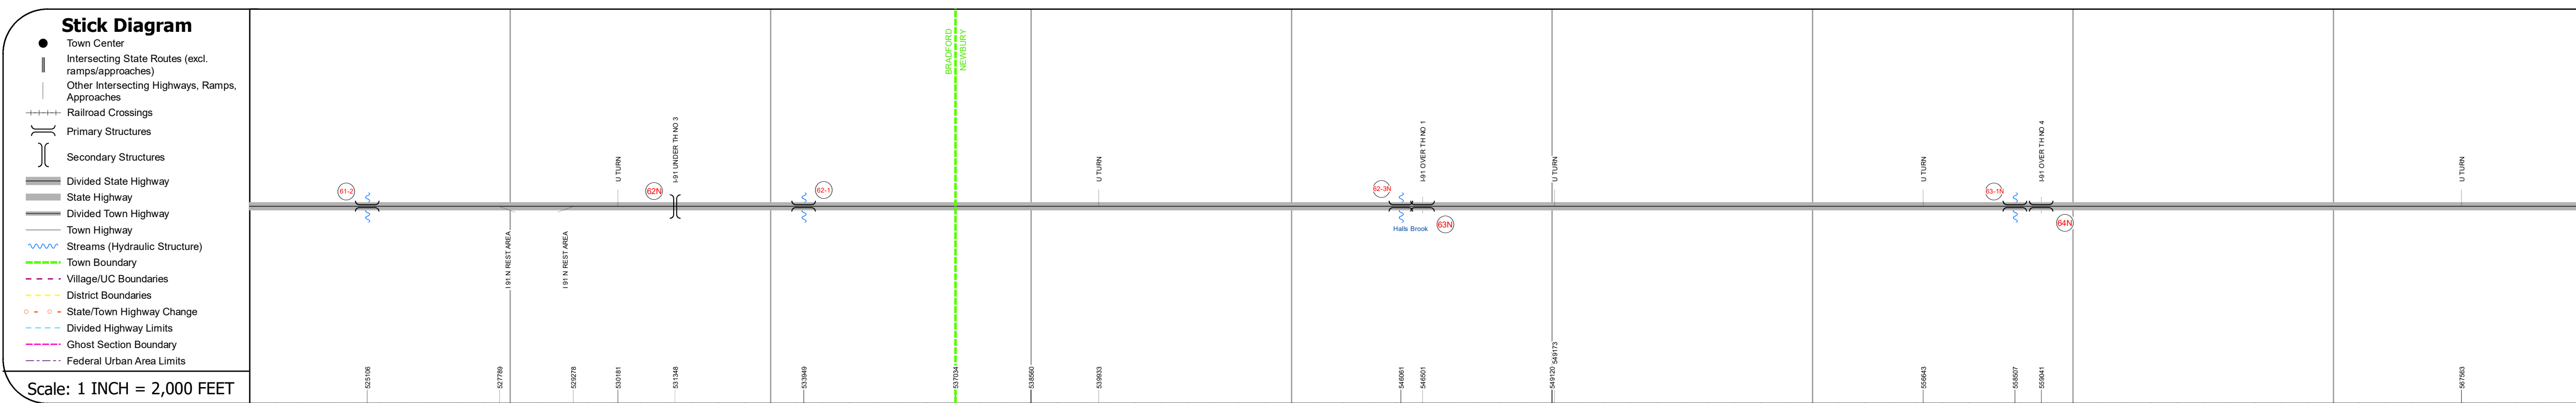 Stick Diagram
Town Center
Intersecting State Routes (excl.
ramps/approaches)
Other Intersecting Highways, Ramps,
Approaches
Railroad Crossings
Primary Structures
Secondary Structures
Divided State Highway
State Highway
Divided Town Highway
Town Highway
Streams (Hydraulic Structure)
Town Boundary
Village/UC Boundaries
District Boundaries
State/Town Highway Change
Divided Highway Limits
Ghost Section Boundary
Federal Urban Area Limits
Scale: 1 INCH = 2,000 FEET
BRADFORD
NEWBURY
61-2
I 91 N REST AREA
I 91 N REST AREA
U TURN
62N
I-91 UNDER TH NO 3
62-1
U TURN
62-3N
Halls Brook
I-91 OVER TH NO 1
63N
U TURN
U TURN
63-1N
I-91 OVER TH NO 4
64N
U TURN
525106
527789
529278
530181
531348
533949
537034
538560
539933
546061
546501
549120
549173
556643
558507
559041
567563